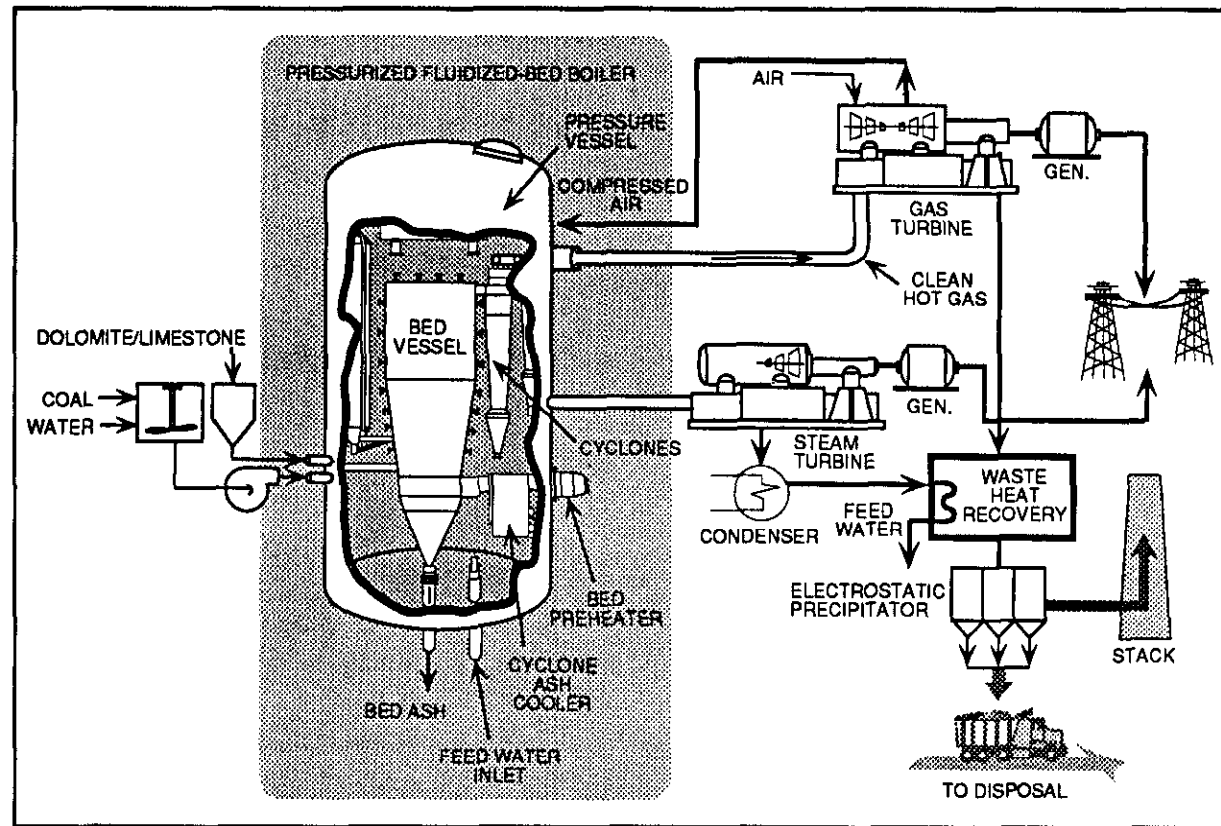 PRESSURIZED FLUIDIZED-BED BOILER
PRESSURE
VESSEL
COMPRESSED
AIR
AIR
GEN.
GAS
TURBINE
CLEAN
HOT GAS
DOLOMITE/LIMESTONE
COAL
WATER
BED
VESSEL
CYCLONES
GEN.
STEAM
TURBINE
CONDENSER
FEED
WATER
WASTE
HEAT
RECOVERY
ELECTROSTATIC
PRECIPITATOR
STACK
BED
PREHEATER
CYCLONE
ASH
COOLER
BED ASH
FEED WATER
INLET
TO DISPOSAL